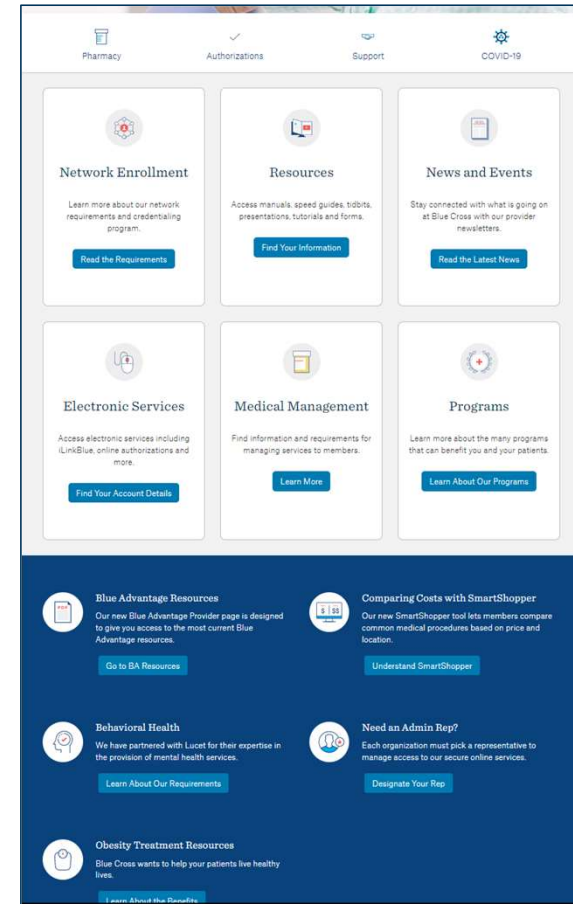 Pharmacy
Authorizations
Support
COVID-19
Network Enrollment
Learn more about our network
requirements and credentialing
program.
Read the Requirements
Resources
Access manuals, speed guides, tidbits,
presentations, tutorials and forms.
Find Your Information
News and Events
Stay connected with what is going on
at Blue Cross with our provider
newsletters.
Read the Latest News
Electronic Services
Access electronic services including
iLinkBlue, online authorizations and
more.
Find Your Account Details
Medical Management
Find information and requirements for
managing services to members.
Learn More
Programs
Learn more about the many programs
that can benefit you and your patients.
Learn About Our Programs
PDF
Blue Advantage Resources
Our new Blue Advantage Provider page is designed
to give you access to the most current Blue
Advantage resources.
Go to BA Resources
$ $$
Comparing Costs with SmartShopper
Our new SmartShopper tool lets members compare
common medical procedures based on price and
location.
Understand SmartShopper
Behavioral Health
We have partnered with Lucet for their expertise in
the provision of mental health services.
Learn About Our Requirements
Need an Admin Rep?
Each organization must pick a representative to
manage access to our secure online services.
Designate Your Rep
Obesity Treatment Resources
Blue Cross wants to help your patients live healthy
lives.
Learn About the Benefits